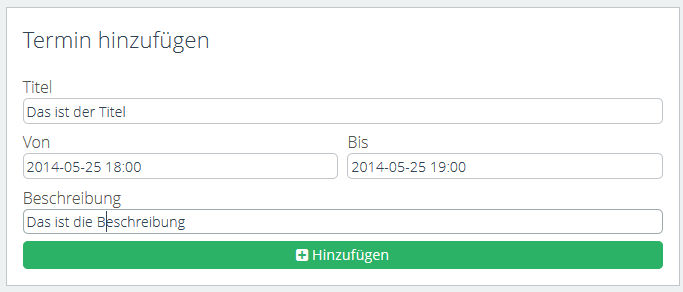 Termin hinzufügen
Titel
Das ist der Titel
Von Bis
2014-05-25 18:00 2014-05-25 19:00
Beschreibung
Das ist die Beschreibung
Hinzufügen